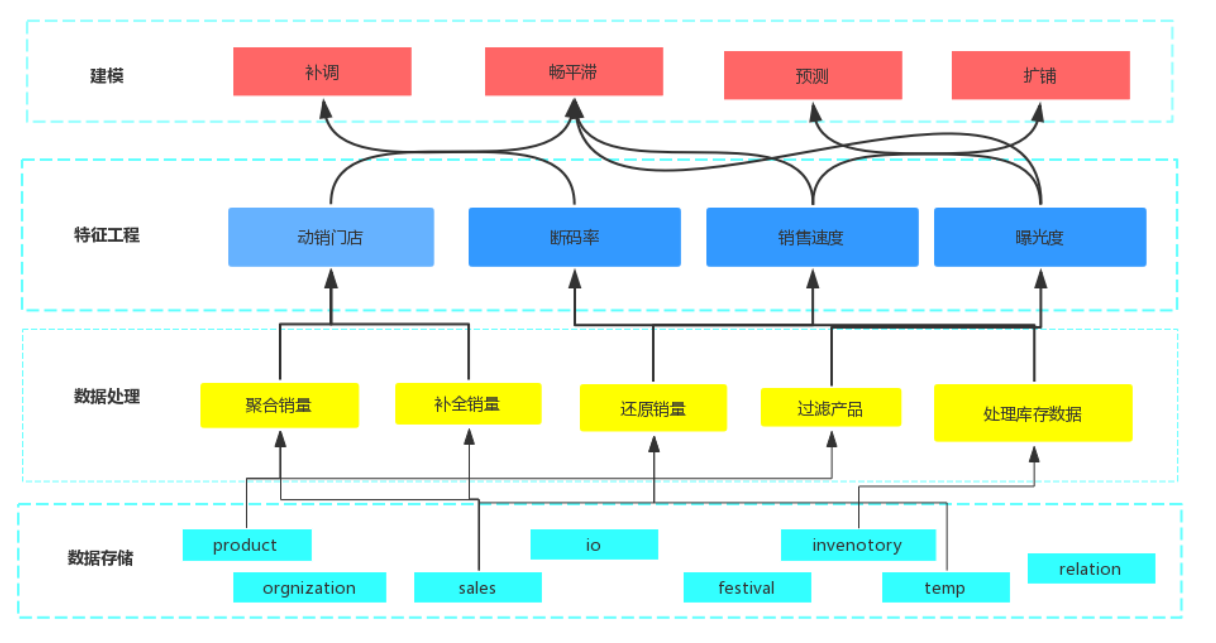 建模
补调
畅平滞
预测
扩铺
特征工程
动销门店
断码率
销售速度
曝光度
数据处理
聚合销量
补全销量
还原销量
过滤产品
处理库存数据
数据存储
product
io
invenotory
relation
orgnization
sales
festival
temp